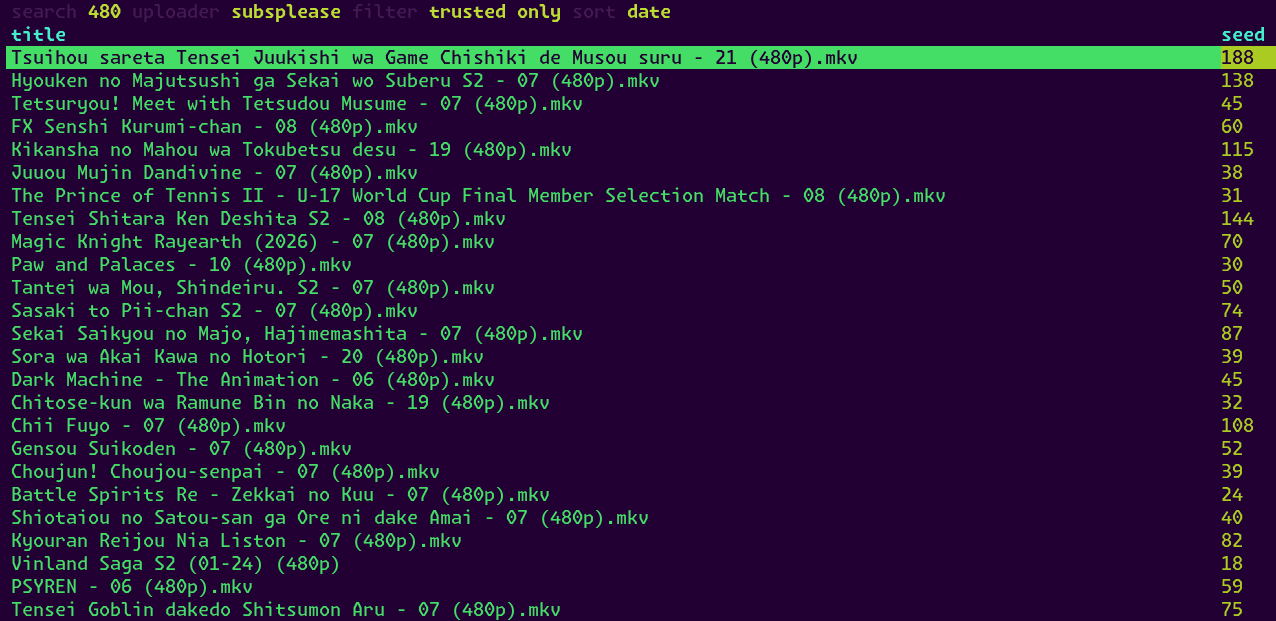 search 480 uploader subsplease filter trusted only sort date
title seed
Tsuihou sareta Tensei Juukishi wa Game Chishiki de Musou suru - 21 (480p).mkv 188
Hyouken no Majutsushi ga Sekai wo Suberu S2 - 07 (480p).mkv 138
Tetsuryou! Meet with Tetsudou Musume - 07 (480p).mkv 45
FX Senshi Kurumi-chan - 08 (480p).mkv 60
Kikansha no Mahou wa Tokubetsu desu - 19 (480p).mkv 115
Juuou Mujin Dandivine - 07 (480p).mkv 38
The Prince of Tennis II - U-17 World Cup Final Member Selection Match - 08 (480p).mkv 31
Tensei Shitara Ken Deshita S2 - 08 (480p).mkv 144
Magic Knight Rayearth (2026) - 07 (480p).mkv 70
Paw and Palaces - 10 (480p).mkv 30
Tantei wa Mou, Shindeiru. S2 - 07 (480p).mkv 50
Sasaki to Pii-chan S2 - 07 (480p).mkv 74
Sekai Saikyou no Majo, Hajimemashita - 07 (480p).mkv 87
Sora wa Akai Kawa no Hotori - 20 (480p).mkv 39
Dark Machine - The Animation - 06 (480p).mkv 45
Chitose-kun wa Ramune Bin no Naka - 19 (480p).mkv 32
Chii Fuyo - 07 (480p).mkv 108
Gensou Suikoden - 07 (480p).mkv 52
Choujun! Choujou-senpai - 07 (480p).mkv 39
Battle Spirits Re - Zekkai no Kuu - 07 (480p).mkv 24
Shiotaiou no Satou-san ga Ore ni dake Amai - 07 (480p).mkv 40
Kyouran Reijou Nia Liston - 07 (480p).mkv 82
Vinland Saga S2 (01-24) (480p) 18
PSYREN - 06 (480p).mkv 59
Tensei Goblin dakedo Shitsumon Aru - 07 (480p).mkv 75